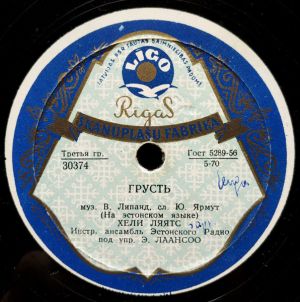 LATVIJAS PSR TAUTAS SAIMNIECĪBAS PADOME
LIGO
Rīgas
SKAŅUPLAŠU FABRIKA
Третья гр.
30374
Гост 5289-56
5-70
ГРУСТЬ
муз. В. Липанд, сл. Ю. Ярмут
(На эстонском языке)
ХЕЛИ ЛЯЯТС
Инстр. ансамбль Эстонского Радио
под упр. Э. ЛААНСОО